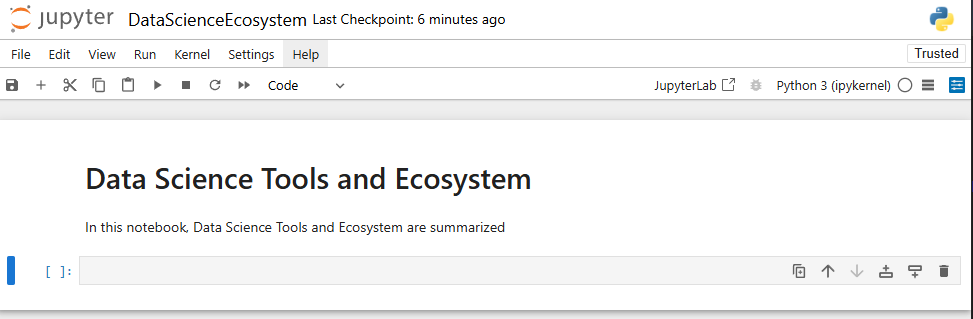 jupyter DataScienceEcosystem Last Checkpoint: 6 minutes ago
File Edit View Run Kernel Settings Help Trusted
Code JupyterLab Python 3 (ipykernel)
Data Science Tools and Ecosystem
In this notebook, Data Science Tools and Ecosystem are summarized
[ ]: